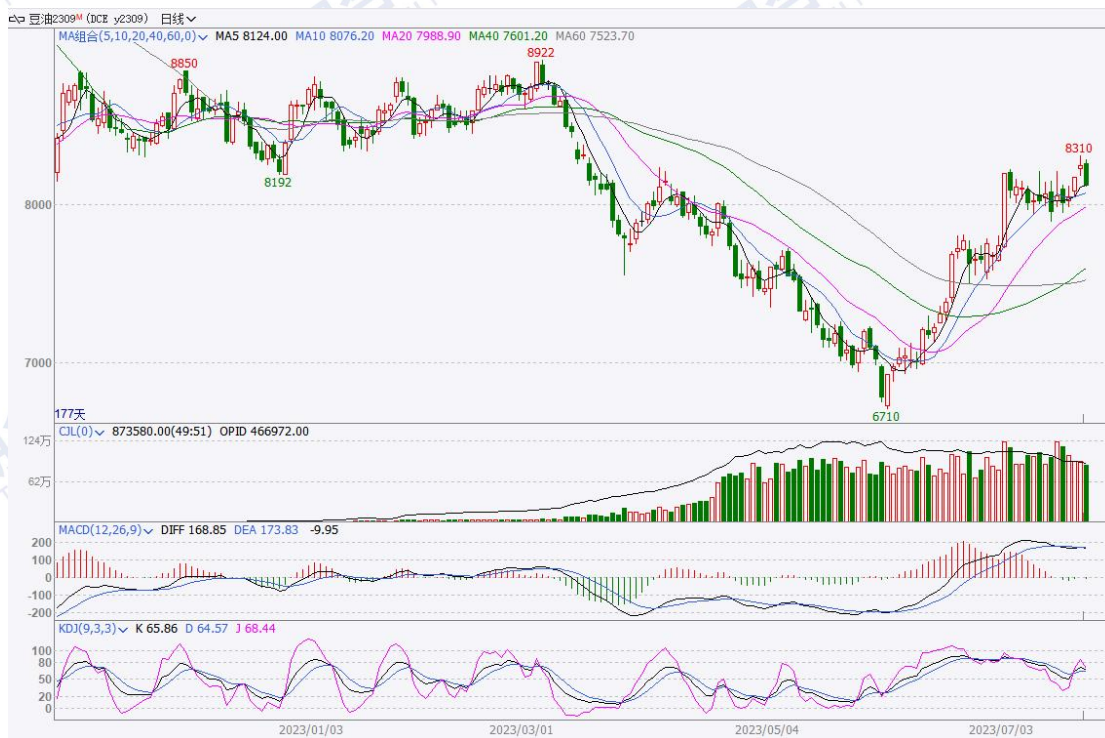 豆油2309M (DCE y2309) 日线
MA组合(5,10,20,40,60,0) MA5 8124.00 MA10 8076.20 MA20 7988.90 MA40 7601.20 MA60 7523.70
8922
8850
8310
8192
8000
7000
6710
177天
CJL(0) 873580.00(49:51) OPID 466972.00
124万
62万
MACD(12,26,9) DIFF 168.85 DEA 173.83 -9.95
200
100
0
-100
-200
KDJ(9,3,3) K 65.86 D 64.57 J 68.44
100
80
50
20
0
2023/01/03 2023/03/01 2023/05/04 2023/07/03